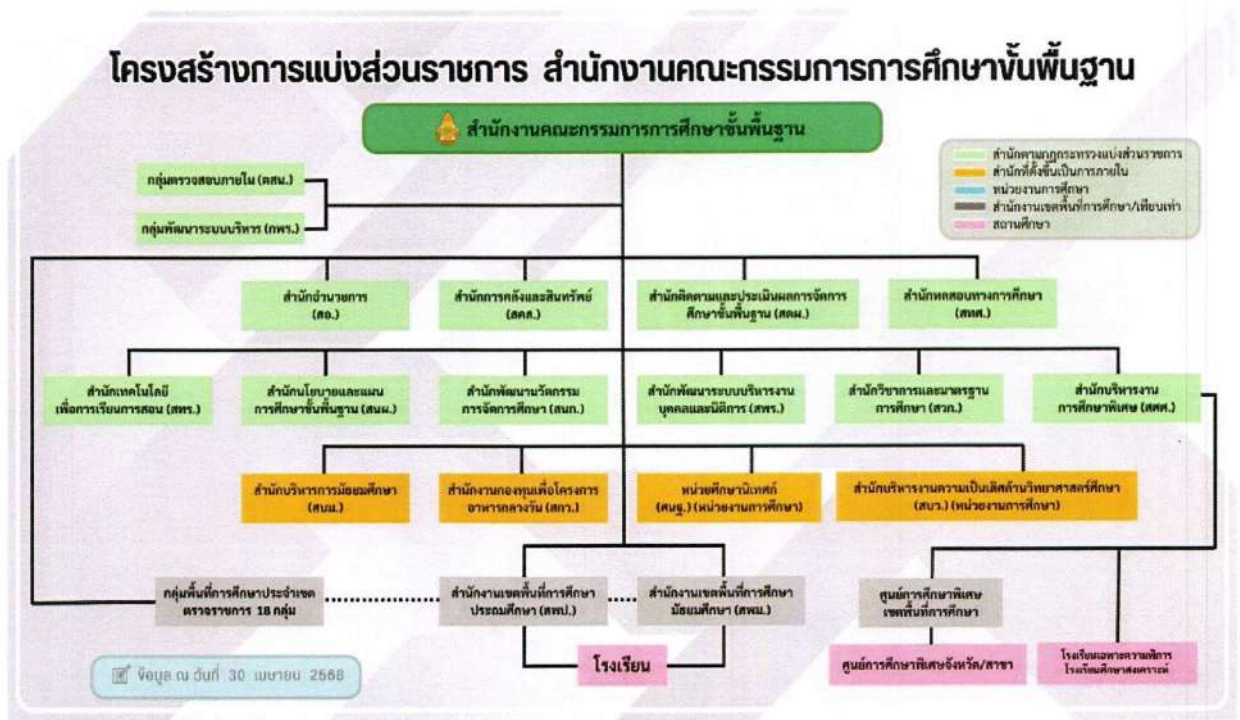 โครงสร้างการแบ่งส่วนราชการ สำนักงานคณะกรรมการการศึกษาขั้นพื้นฐาน
สำนักงานคณะกรรมการการศึกษาขั้นพื้นฐาน
สำนักตามกฎกระทรวงแบ่งส่วนราชการ
สำนักที่ตั้งขึ้นเป็นการภายใน
หน่วยงานการศึกษา
สำนักงานเขตพื้นที่การศึกษา/เทียบเท่า
สถานศึกษา
กลุ่มตรวจสอบภายใน (ตสน.)
กลุ่มพัฒนาระบบบริหาร (กพร.)
สำนักอำนวยการ
(สอ.)
สำนักการคลังและสินทรัพย์
(สคส.)
สำนักติดตามและประเมินผลการจัดการ
ศึกษาขั้นพื้นฐาน (สตผ.)
สำนักทดสอบทางการศึกษา
(สทศ.)
สำนักเทคโนโลยี
เพื่อการเรียนการสอน (สทร.)
สำนักนโยบายและแผน
การศึกษาขั้นพื้นฐาน (สนผ.)
สำนักพัฒนานวัตกรรม
การจัดการศึกษา (สนก.)
สำนักพัฒนาระบบบริหารงาน
บุคคลและนิติการ (สพร.)
สำนักวิชาการและมาตรฐาน
การศึกษา (สวก.)
สำนักบริหารงาน
การศึกษาพิเศษ (สศศ.)
สำนักบริหารการมัธยมศึกษา
(สบม.)
สำนักงานกองทุนเพื่อโครงการ
อาหารกลางวัน (สกว.)
หน่วยศึกษานิเทศก์
(ศนฐ.) (หน่วยงานการศึกษา)
สำนักบริหารงานความเป็นเลิศด้านวิทยาศาสตร์ศึกษา
(สบว.) (หน่วยงานการศึกษา)
กลุ่มพื้นที่การศึกษาประจำเขต
ตรวจราชการ 18 กลุ่ม
สำนักงานเขตพื้นที่การศึกษา
ประถมศึกษา (สพป.)
สำนักงานเขตพื้นที่การศึกษา
มัธยมศึกษา (สพม.)
ศูนย์การศึกษาพิเศษ
เขตพื้นที่การศึกษา
โรงเรียน
ศูนย์การศึกษาพิเศษจังหวัด/สาขา
โรงเรียนเฉพาะความพิการ
โรงเรียนศึกษาสงเคราะห์
ข้อมูล ณ วันที่ 30 เมษายน 2568